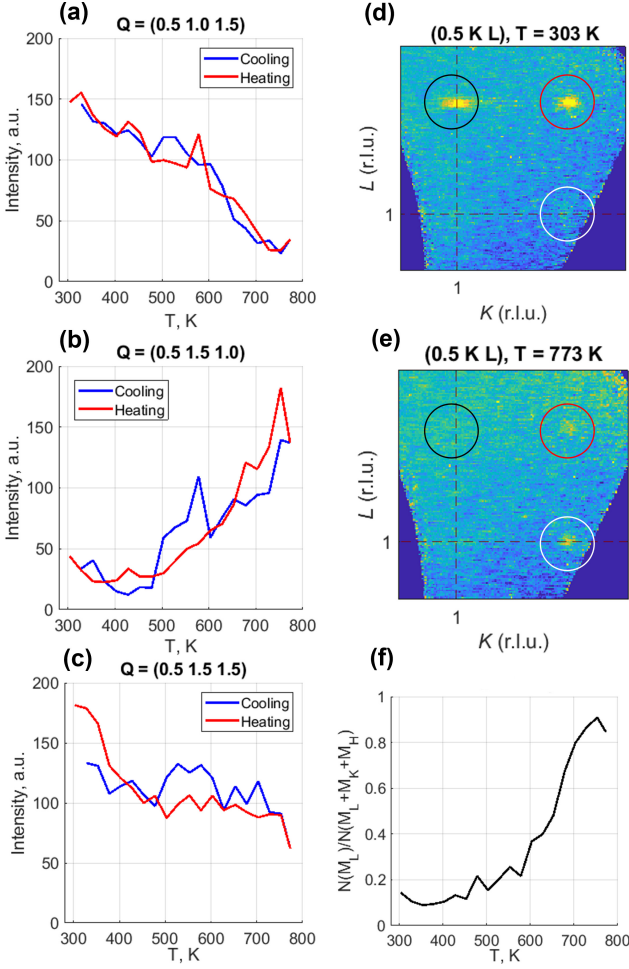 (a)
Q = (0.5 1.0 1.5)
200
150
100
50
0
Intensity, a.u.
Cooling
Heating
300 400 500 600 700 800
T, K
(b)
Q = (0.5 1.5 1.0)
200
150
100
50
0
Intensity, a.u.
Cooling
Heating
300 400 500 600 700 800
T, K
(c)
Q = (0.5 1.5 1.5)
200
150
100
50
0
Intensity, a.u.
Cooling
Heating
300 400 500 600 700 800
T, K
(d)
(0.5 K L), T = 303 K
L (r.l.u.)
1
1
K (r.l.u.)
(e)
(0.5 K L), T = 773 K
L (r.l.u.)
1
1
K (r.l.u.)
(f)
1
0.8
0.6
0.4
0.2
0
N(M_L)/N(M_L+M_K+M_H)
300 400 500 600 700 800
T, K